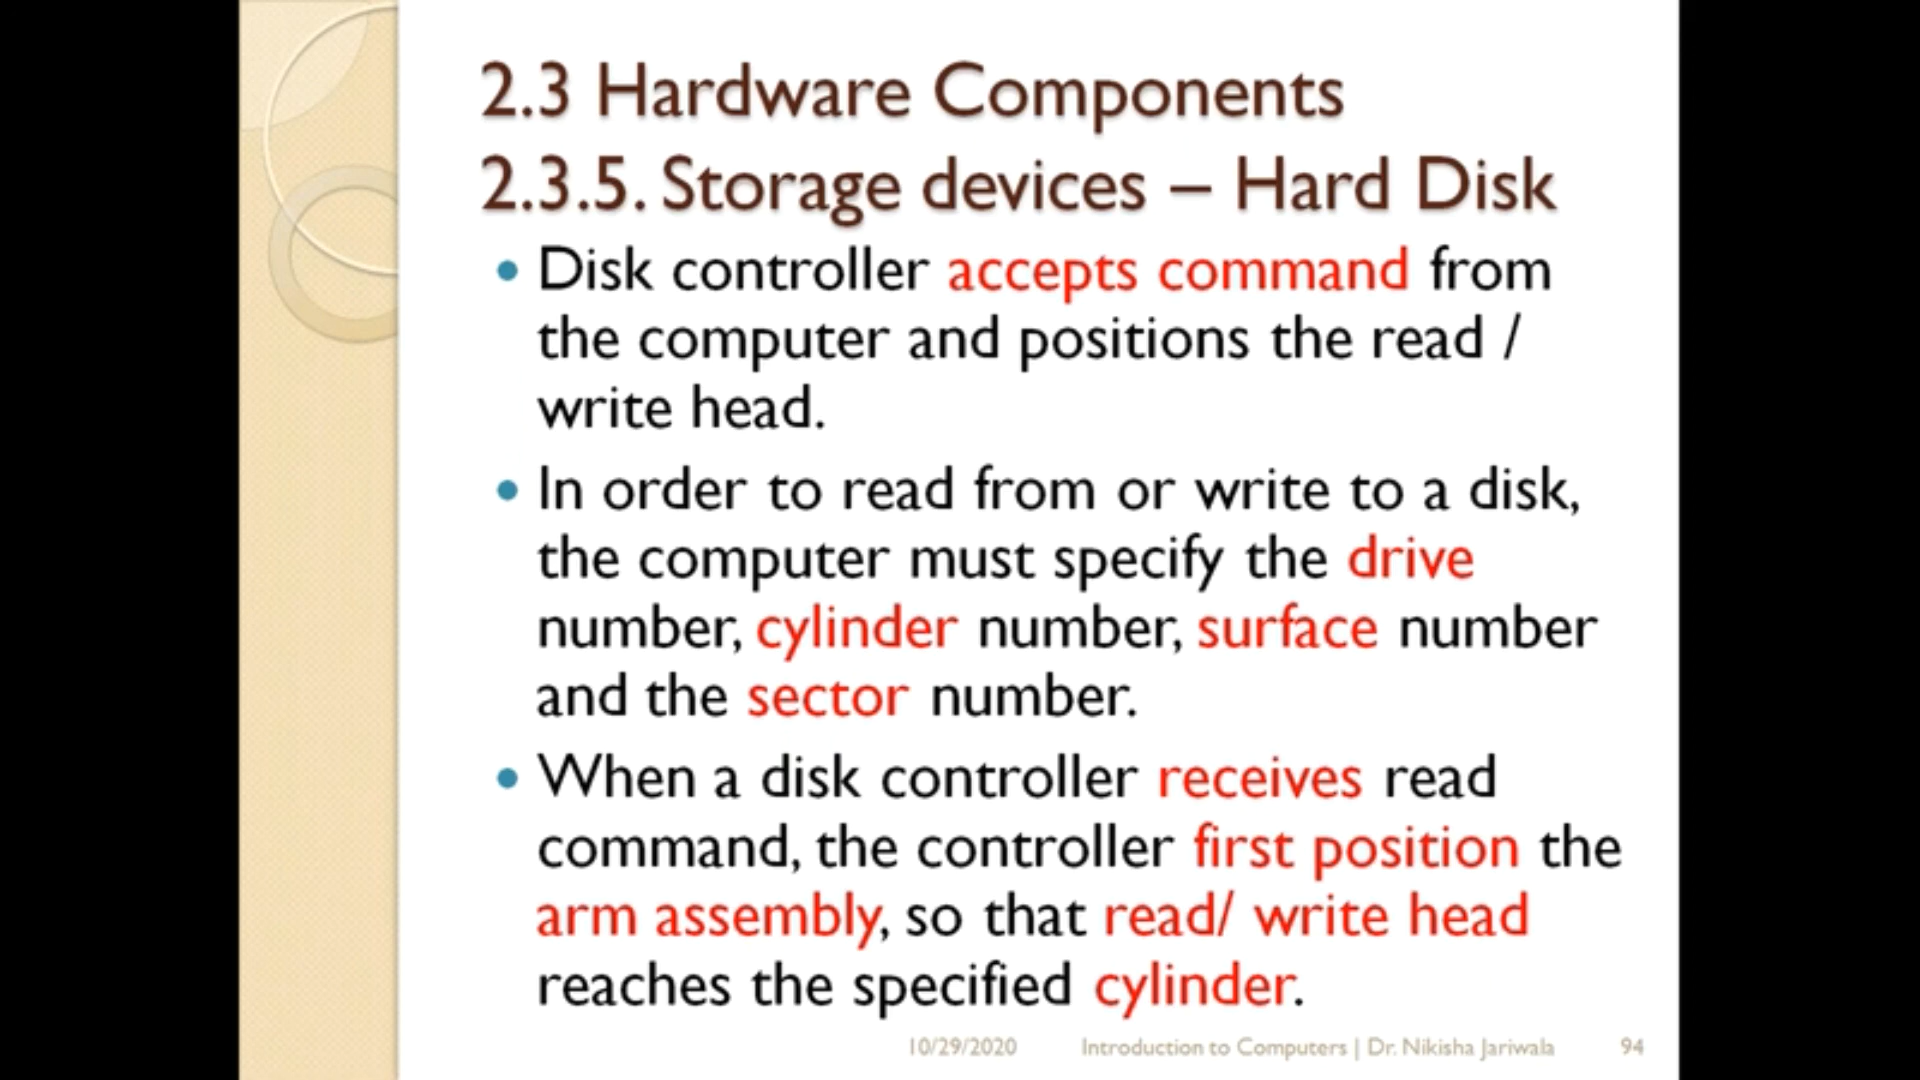 2.3 Hardware Components
2.3.5. Storage devices – Hard Disk
• Disk controller accepts command from
the computer and positions the read /
write head.
• In order to read from or write to a disk,
the computer must specify the drive
number, cylinder number, surface number
and the sector number.
• When a disk controller receives read
command, the controller first position the
arm assembly, so that read/ write head
reaches the specified cylinder.
10/29/2020 Introduction to Computers | Dr. Nikisha Jariwala 94